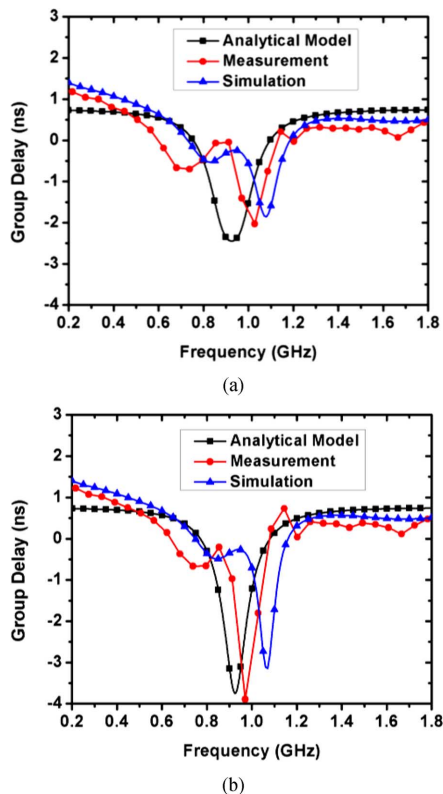 3
2
1
0
-1
-2
-3
-4
Group Delay (ns)
Analytical Model
Measurement
Simulation
0.2 0.4 0.6 0.8 1.0 1.2 1.4 1.6 1.8
Frequency (GHz)
(a)
3
2
1
0
-1
-2
-3
-4
Group Delay (ns)
Analytical Model
Measurement
Simulation
0.2 0.4 0.6 0.8 1.0 1.2 1.4 1.6 1.8
Frequency (GHz)
(b)